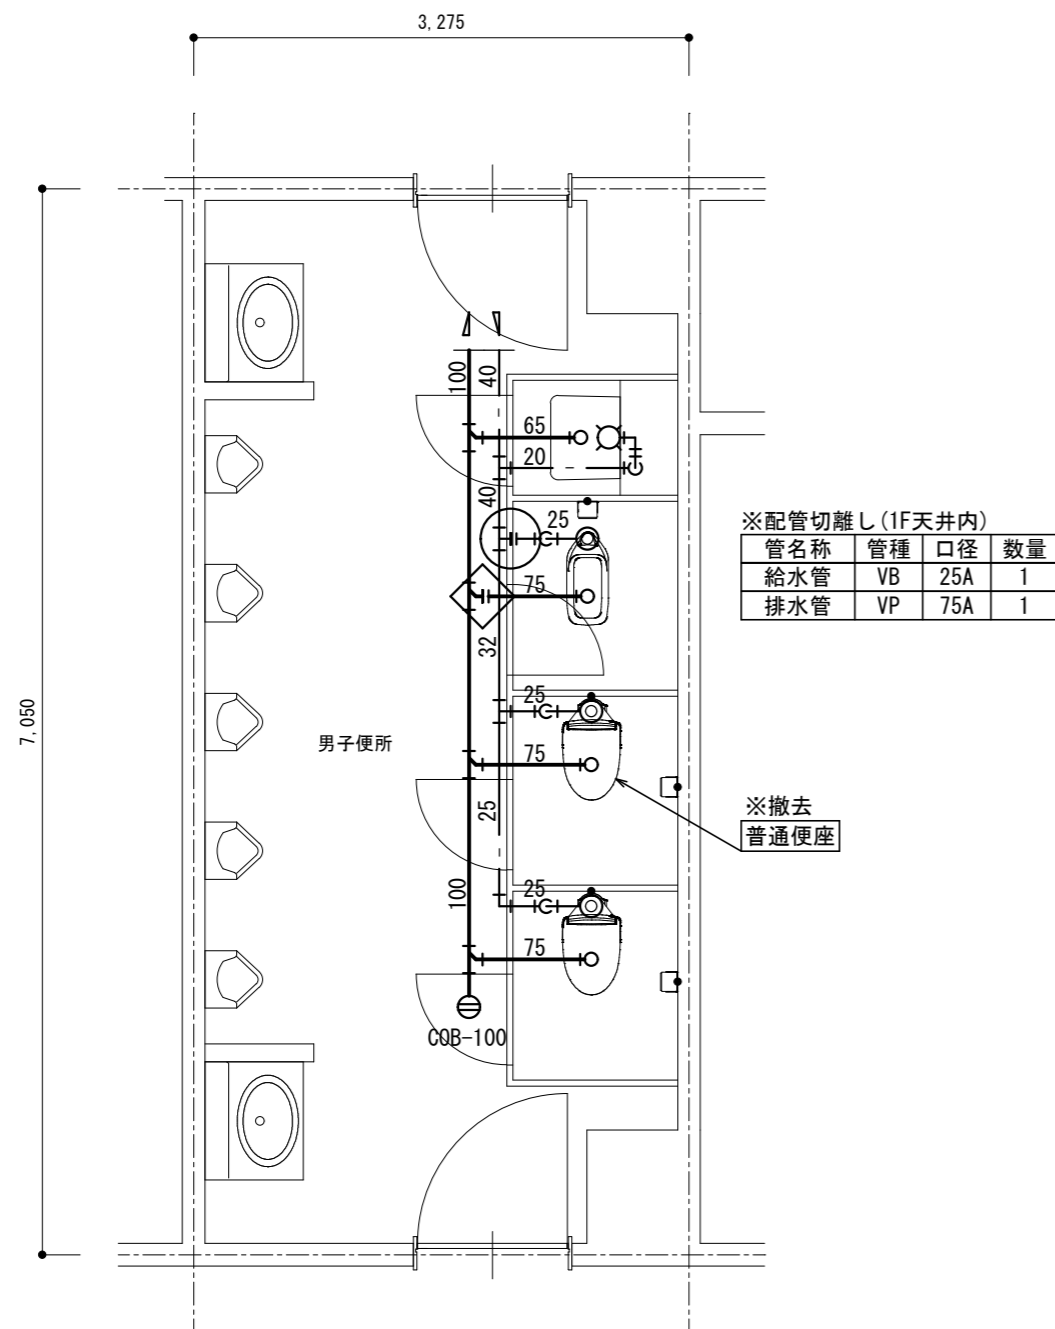 3,275
100
40
65
20
40
25
75
32
25
75
25
100
25
75
COB-100
男子便所
7,050
※配管切離し(1F天井内)
管名称 管種 口径 数量
給水管 VB 25A 1
排水管 VP 75A 1
※撤去
普通便座